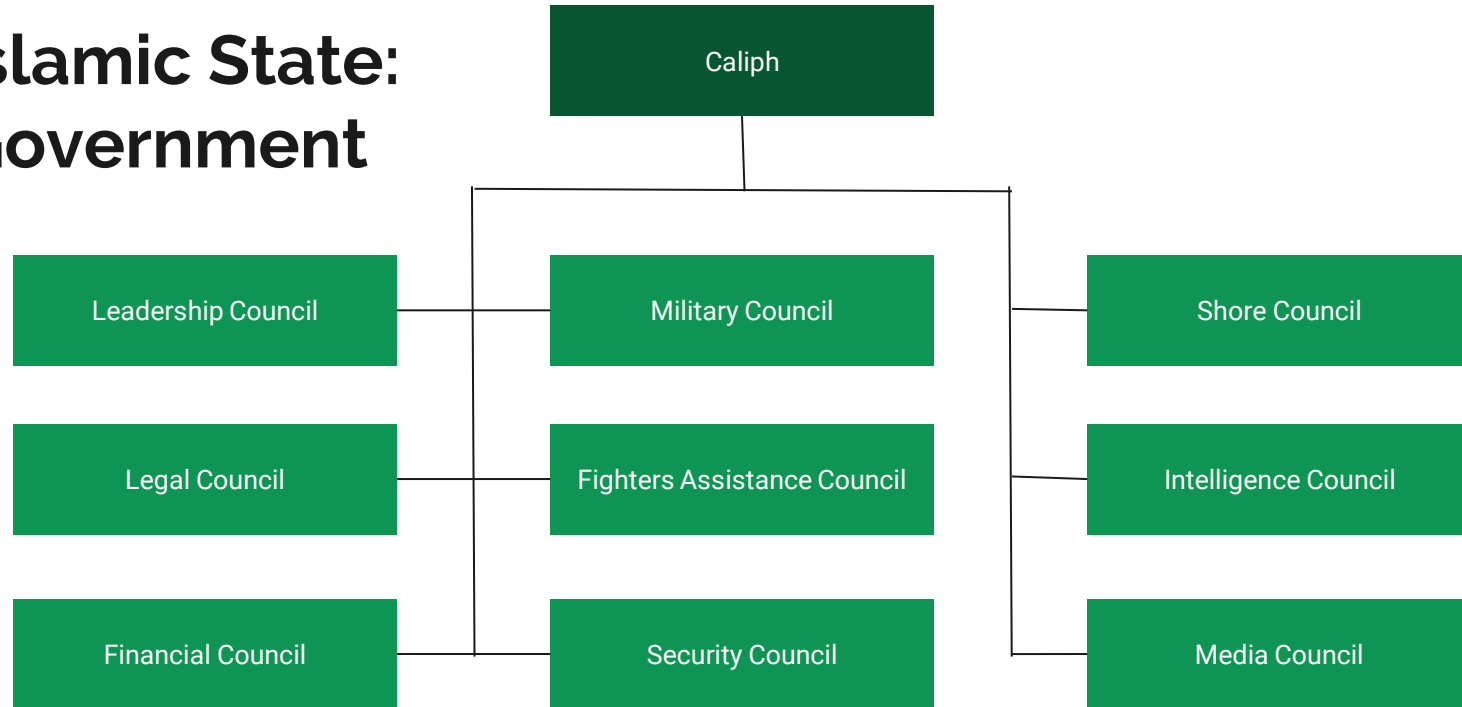 slamic State:
overnment
Caliph
Leadership Council
Military Council
Shore Council
Legal Council
Fighters Assistance Council
Intelligence Council
Financial Council
Security Council
Media Council